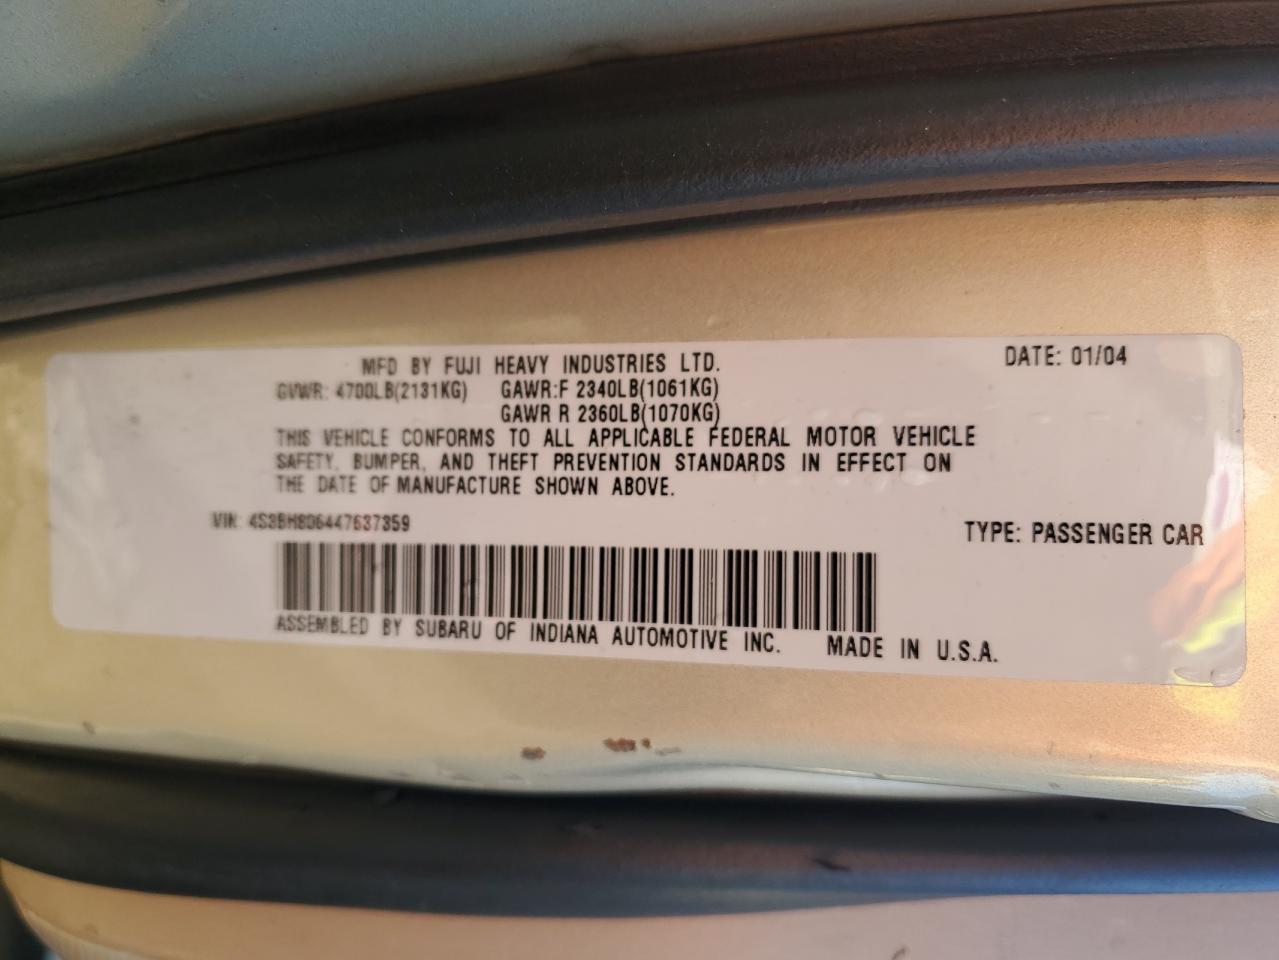 MFD BY FUJI HEAVY INDUSTRIES LTD. DATE: 01/04
GVWR: 4700LB(2131KG) GAWR:F 2340LB(1061KG)
GAWR R 2360LB(1070KG)
THIS VEHICLE CONFORMS TO ALL APPLICABLE FEDERAL MOTOR VEHICLE
SAFETY, BUMPER, AND THEFT PREVENTION STANDARDS IN EFFECT ON
THE DATE OF MANUFACTURE SHOWN ABOVE.
VIN: 4S3BH806447637359 TYPE: PASSENGER CAR
ASSEMBLED BY SUBARU OF INDIANA AUTOMOTIVE INC. MADE IN U.S.A.